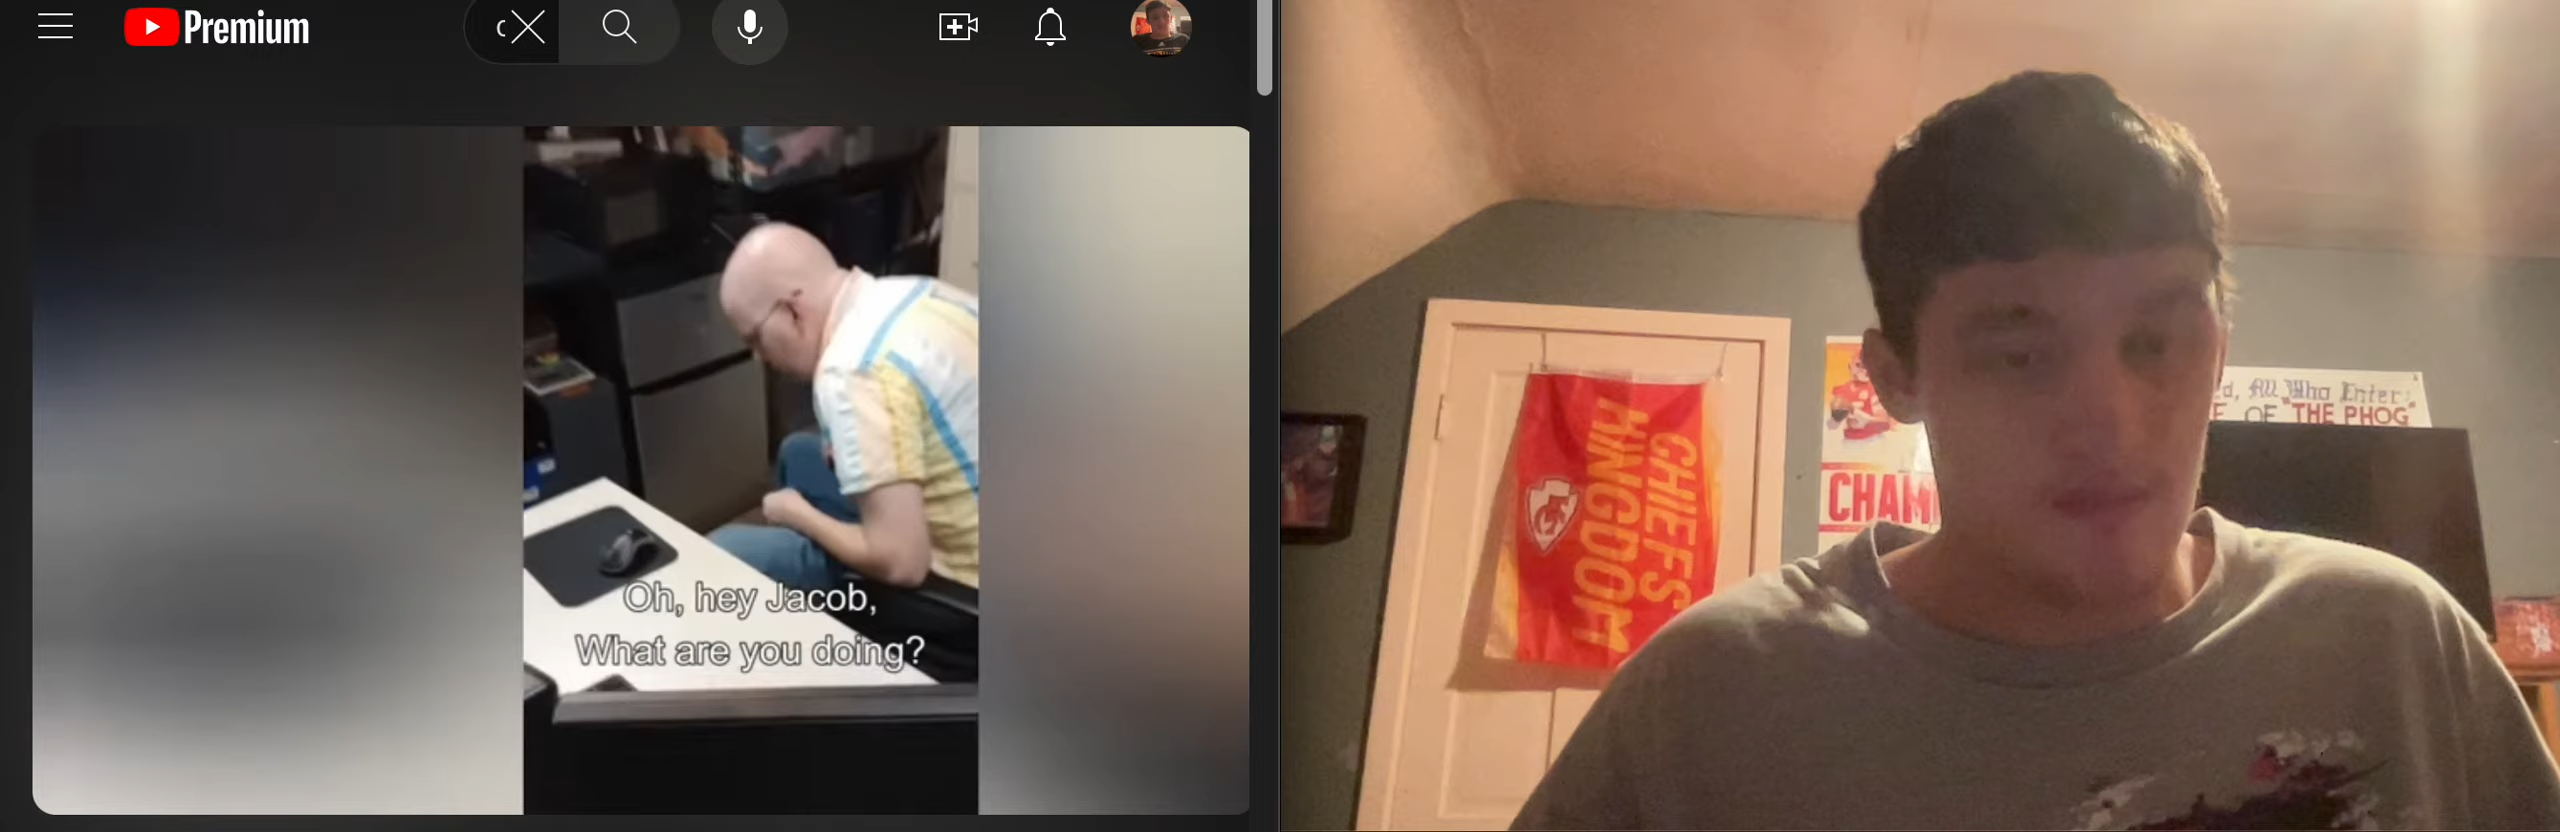 Premium
Oh, hey Jacob,
What are you doing?
CHIEFS
KINGDOM
CHAM
d, All Who Enter:
F OF "THE PHOG"